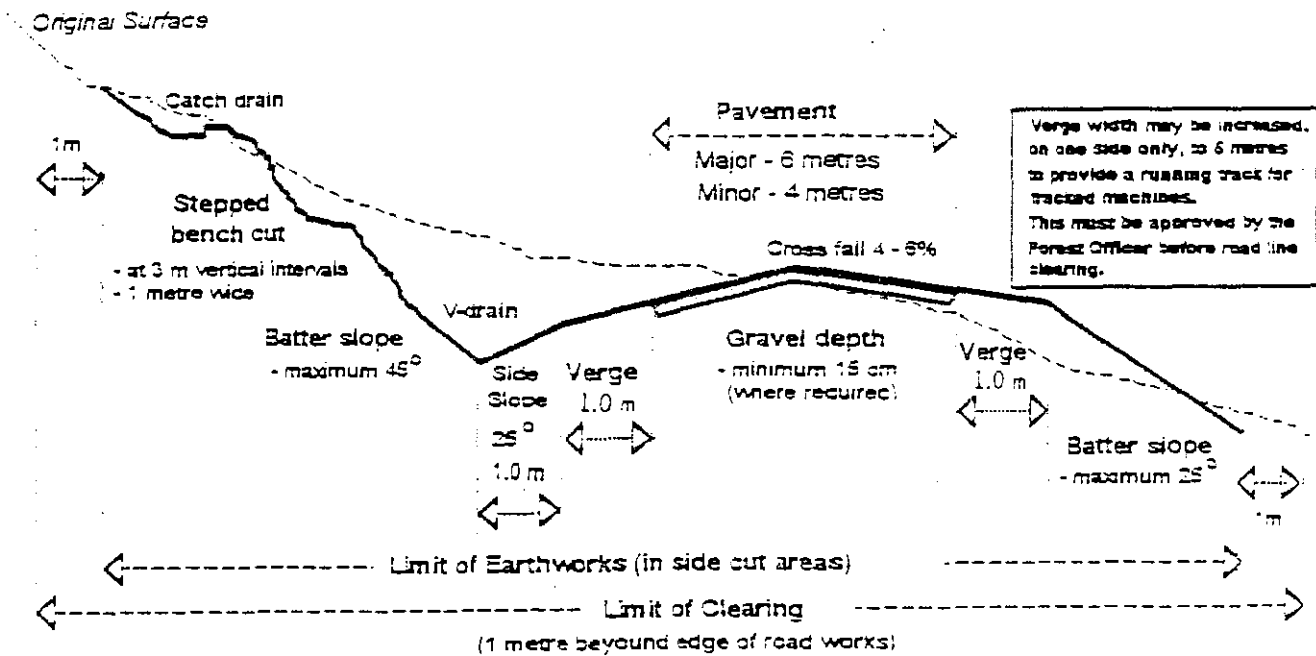 Original Surface
Catch drain
1m
Pavement
Major - 6 metres
Minor - 4 metres
Verge width may be increased,
on one side only, to 5 metres
to provide a running track for
tracked machines.
This must be approved by the
Forest Officer before road line
clearing.
Stepped
bench cut
- at 3 m vertical intervals
- 1 metre wide
Cross fall 4 - 6%
V-drain
Batter slope
- maximum 45°
Side
Slope
25°
1.0 m
Verge
1.0 m
Gravel depth
- minimum 15 cm
(where required)
Verge
1.0 m
Batter slope
- maximum 25°
1m
Limit of Earthworks (in side cut areas)
Limit of Clearing
(1 metre beyound edge of road works)